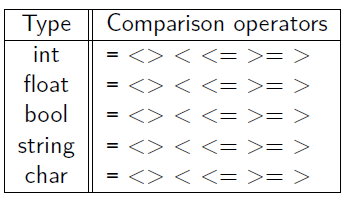 Type Comparison operators
int = <> < <= >= >
float = <> < <= >= >
bool = <> < <= >= >
string = <> < <= >= >
char = <> < <= >= >